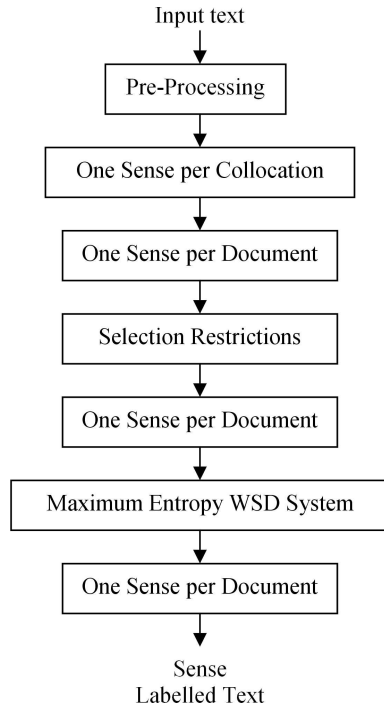 Input text
Pre-Processing
One Sense per Collocation
One Sense per Document
Selection Restrictions
One Sense per Document
Maximum Entropy WSD System
One Sense per Document
Sense
Labelled Text